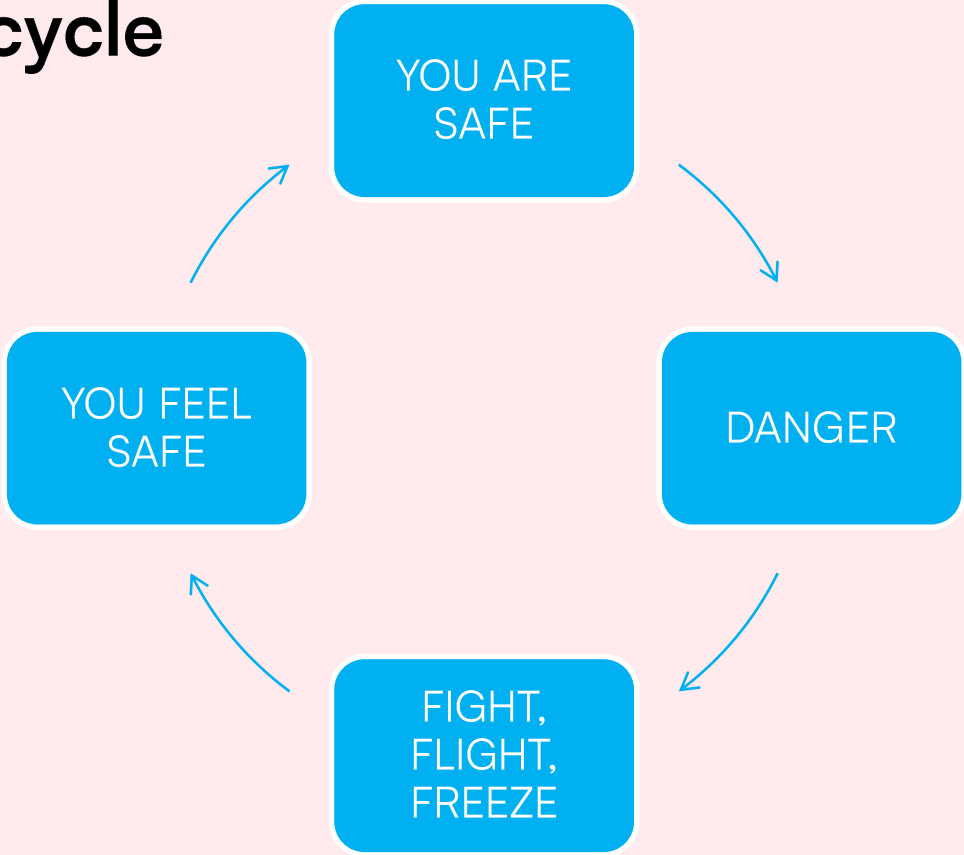 cycle
YOU ARE
SAFE
DANGER
FIGHT,
FLIGHT,
FREEZE
YOU FEEL
SAFE